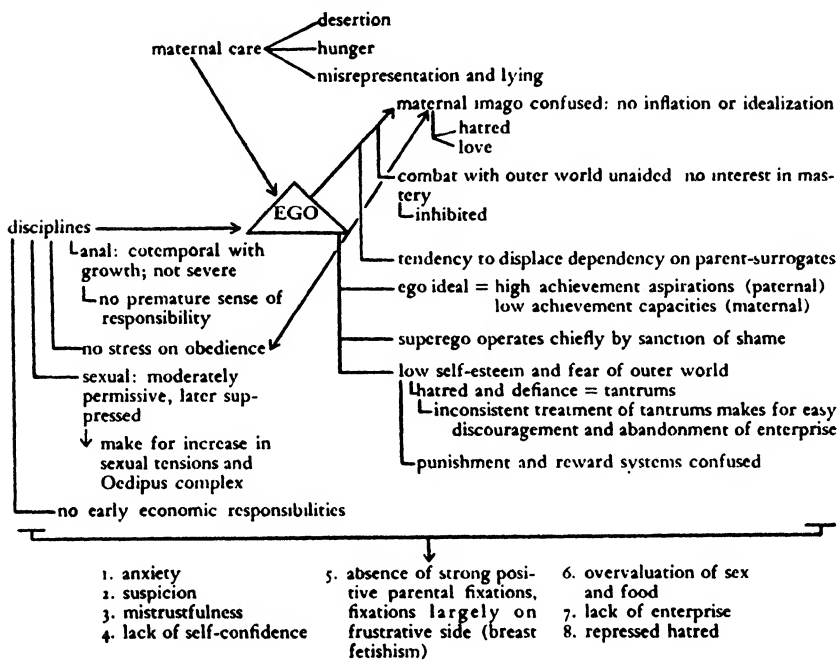 desertion
maternal care
hunger
misrepresentation and lying
maternal imago confused: no inflation or idealization
hatred
love
combat with outer world unaided no interest in mas-
tery
inhibited
EGO
disciplines
anal: cotemporal with
growth; not severe
no premature sense of
responsibility
no stress on obedience
sexual: moderately
permissive, later sup-
pressed
make for increase in
sexual tensions and
Oedipus complex
no early economic responsibilities
tendency to displace dependency on parent-surrogates
ego ideal = high achievement aspirations (paternal)
low achievement capacities (maternal)
superego operates chiefly by sanction of shame
low self-esteem and fear of outer world
hatred and defiance = tantrums
inconsistent treatment of tantrums makes for easy
discouragement and abandonment of enterprise
punishment and reward systems confused
1. anxiety
2. suspicion
3. mistrustfulness
4. lack of self-confidence
5. absence of strong posi-
tive parental fixations,
fixations largely on
frustrative side (breast
fetishism)
6. overvaluation of sex
and food
7. lack of enterprise
8. repressed hatred